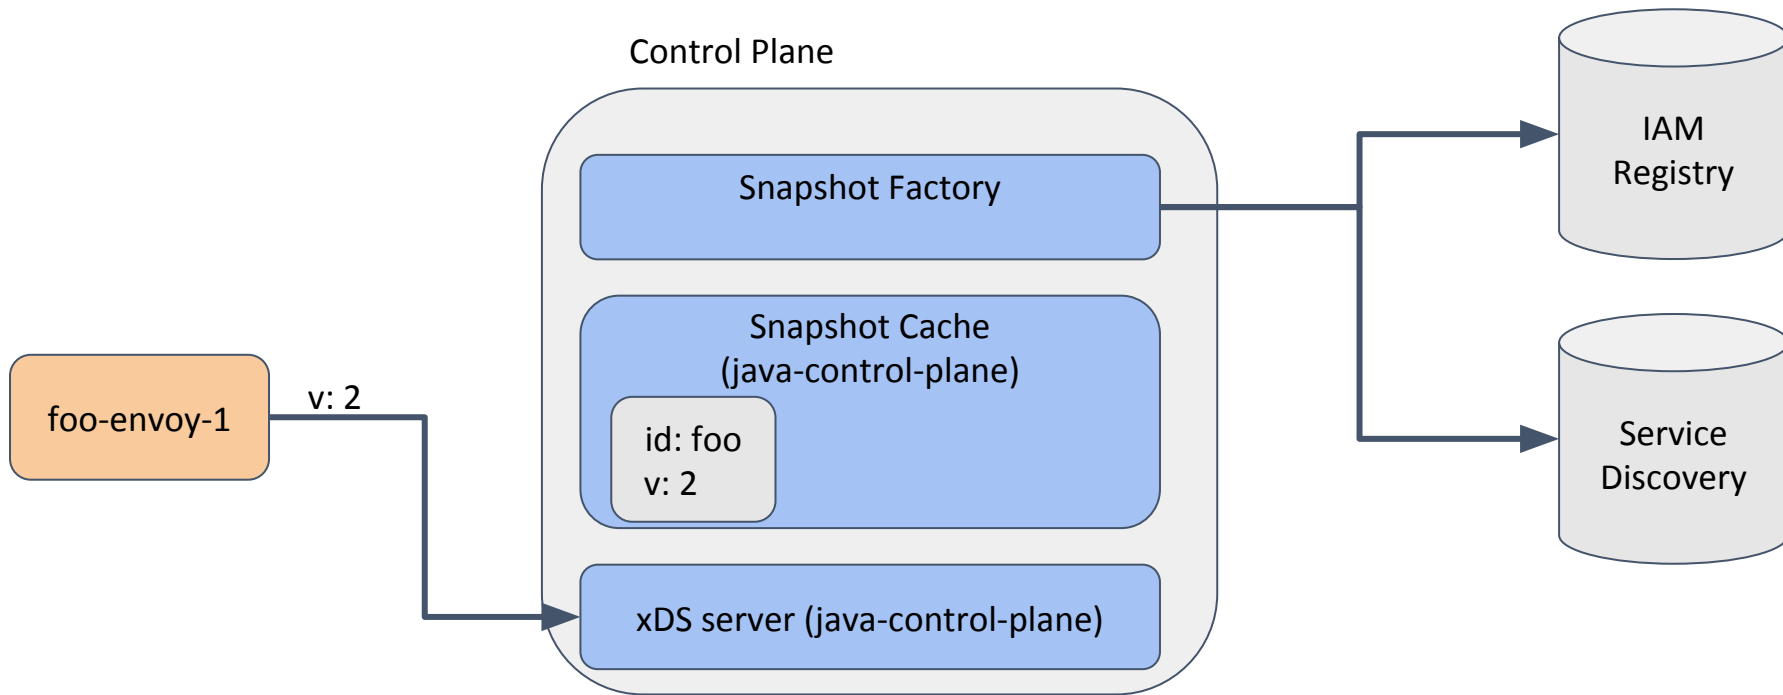 Control Plane
Snapshot Factory
IAM
Registry
Snapshot Cache
(java-control-plane)
id: foo
v: 2
foo-envoy-1
v: 2
Service
Discovery
xDS server (java-control-plane)